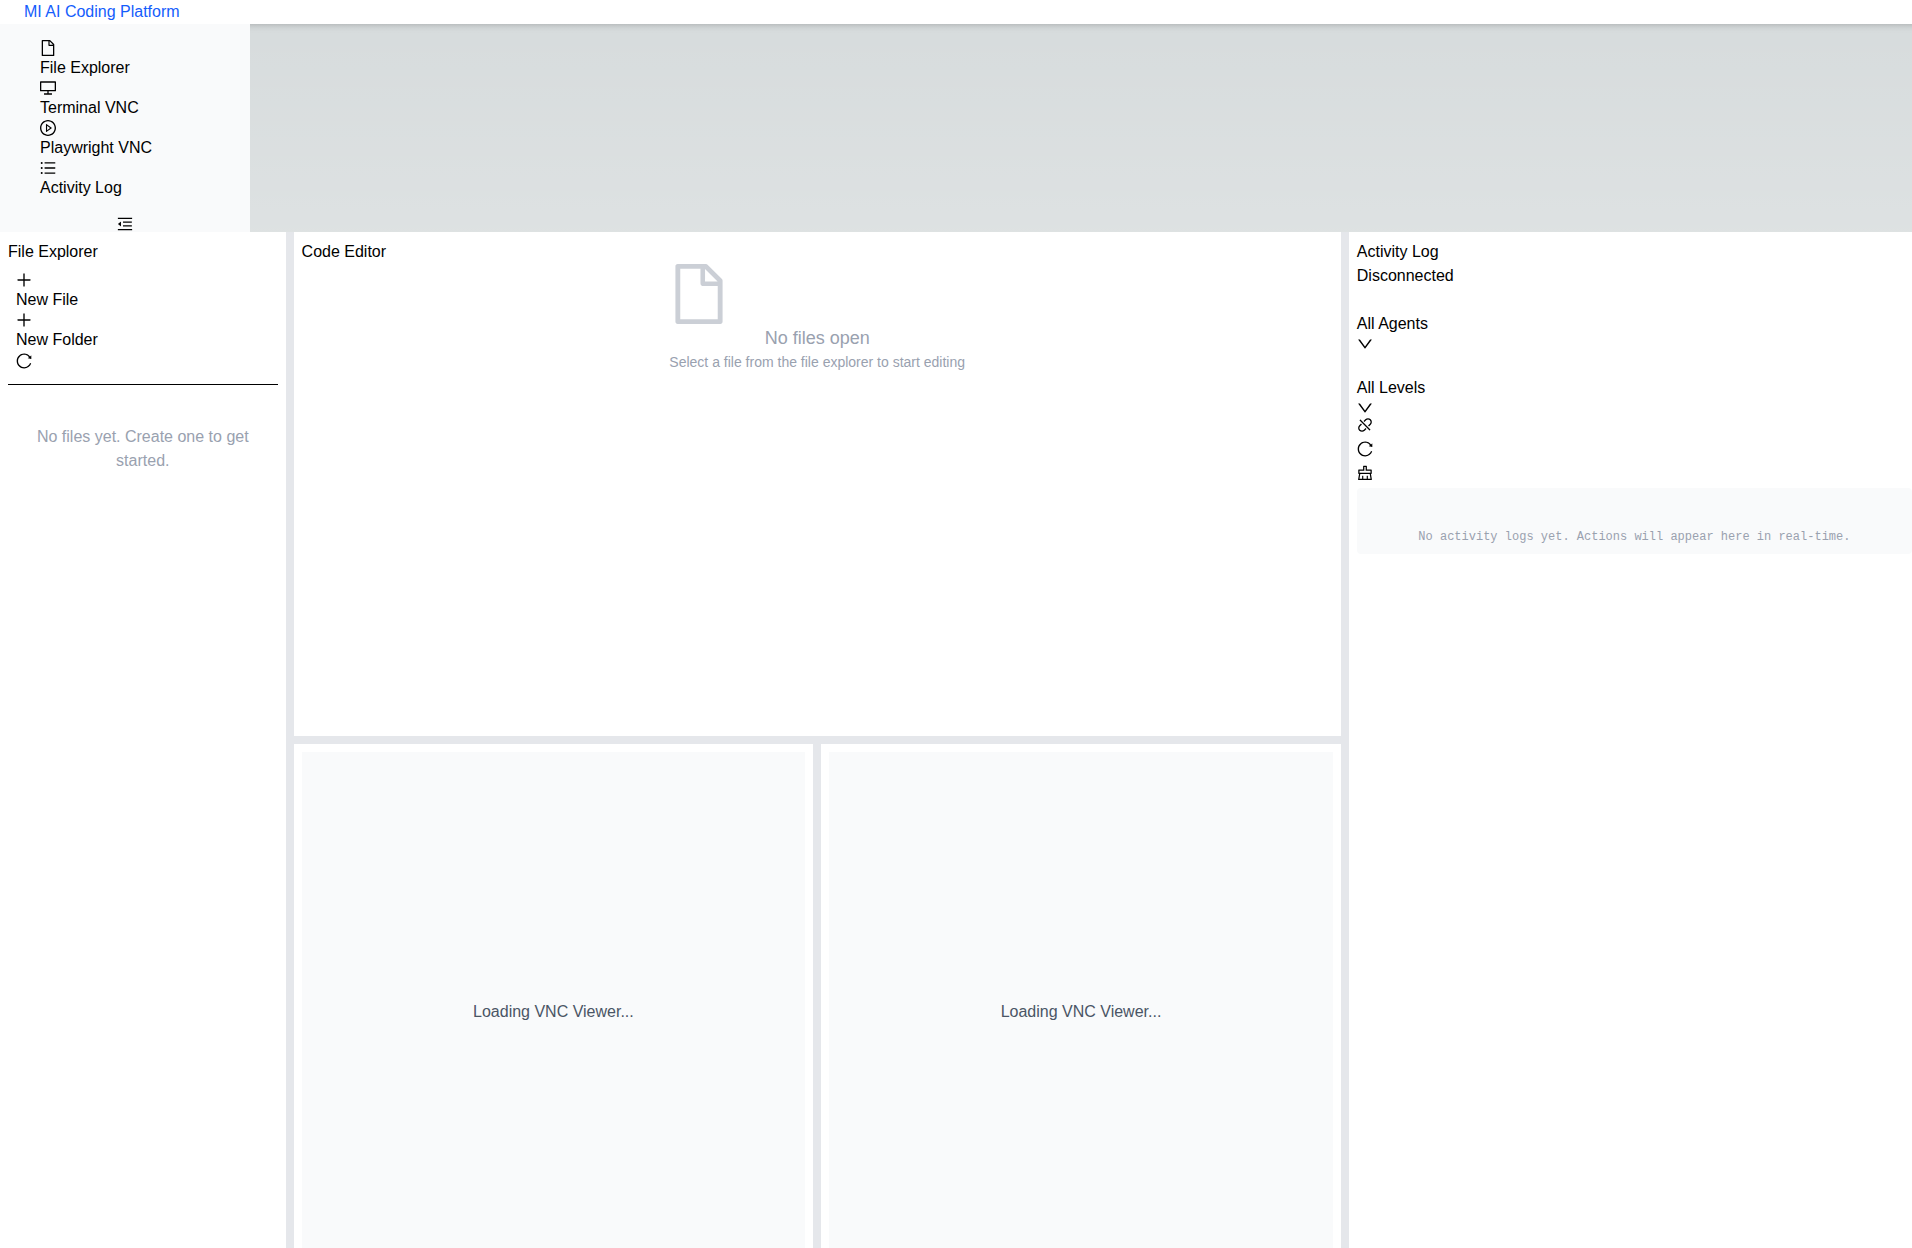 MI AI Coding Platform
File Explorer
Terminal VNC
Playwright VNC
Activity Log
File Explorer
New File
New Folder
No files yet. Create one to get
started.
Code Editor
No files open
Select a file from the file explorer to start editing
Loading VNC Viewer...
Loading VNC Viewer...
Activity Log
Disconnected
All Agents
All Levels
No activity logs yet. Actions will appear here in real-time.